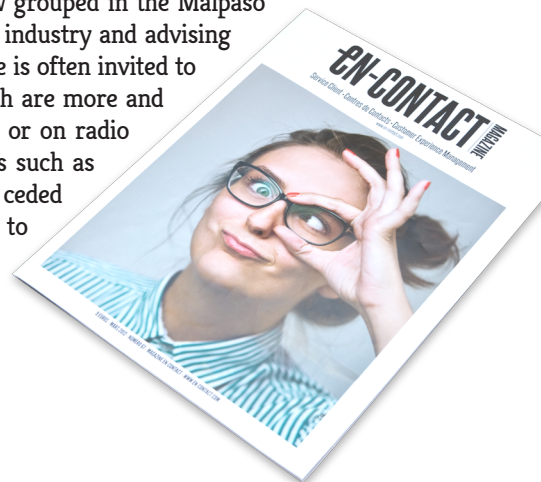 grouped in the Malpaso
industry and advising
is often invited to
are more and
or on radio
such as
ceded
to
EN-CONTACT
MAGAZINE
Service Client - Centres de Contacts - Customer Experience Management